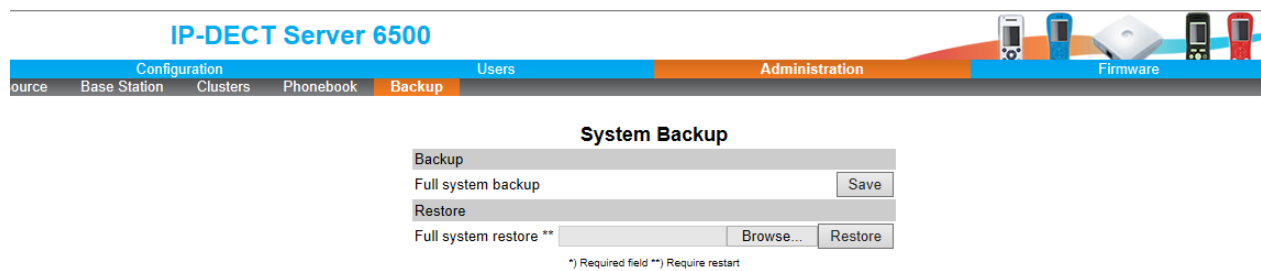 IP-DECT Server 6500
Configuration Users Administration Firmware
Base Station Clusters Phonebook Backup
System Backup
Backup
Full system backup Save
Restore
Full system restore ** Browse... Restore
*) Required field **) Require restart